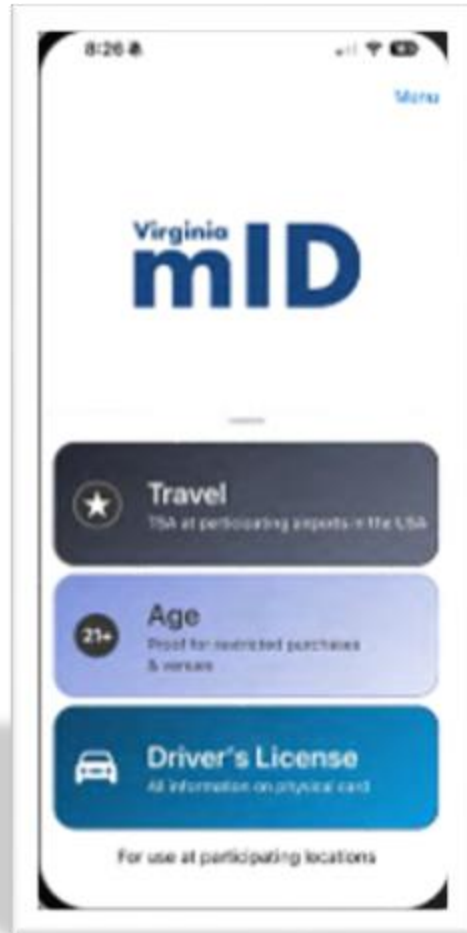 8:26
Menu
Virginia
mID
Travel
TSA at participating airports in the USA
21+
Age
Proof for restricted purchases
& venues
Driver's License
All information on physical card
For use at participating locations